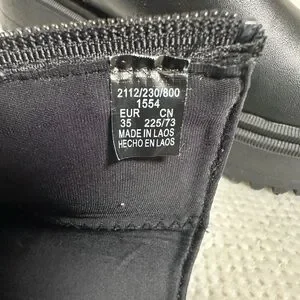 2112/230/800
1554
EUR CN
35 225/73
MADE IN LAOS
HECHO EN LAOS